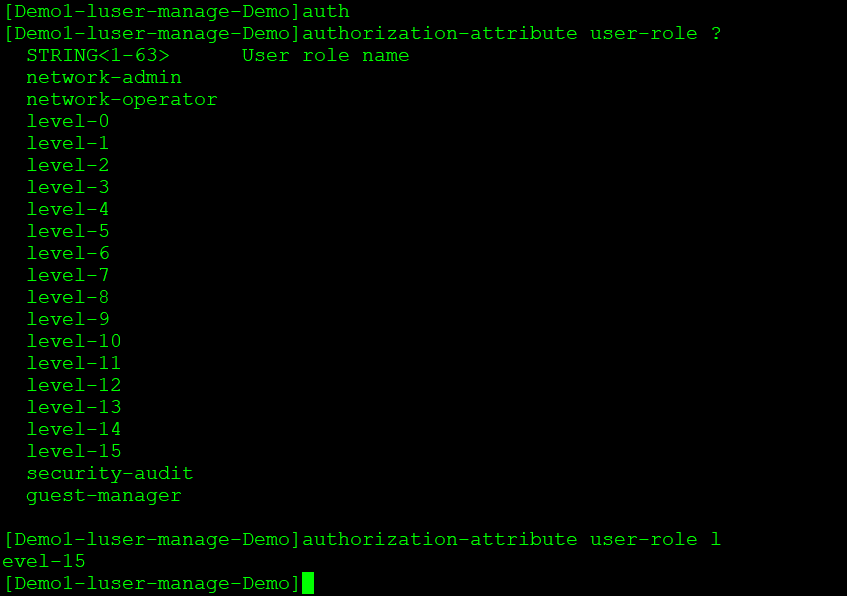 [Demo1-luser-manage-Demo]auth
[Demo1-luser-manage-Demo]authorization-attribute user-role ?
  STRING<1-63>      User role name
  network-admin
  network-operator
  level-0
  level-1
  level-2
  level-3
  level-4
  level-5
  level-6
  level-7
  level-8
  level-9
  level-10
  level-11
  level-12
  level-13
  level-14
  level-15
  security-audit
  guest-manager
[Demo1-luser-manage-Demo]authorization-attribute user-role l
evel-15
[Demo1-luser-manage-Demo]